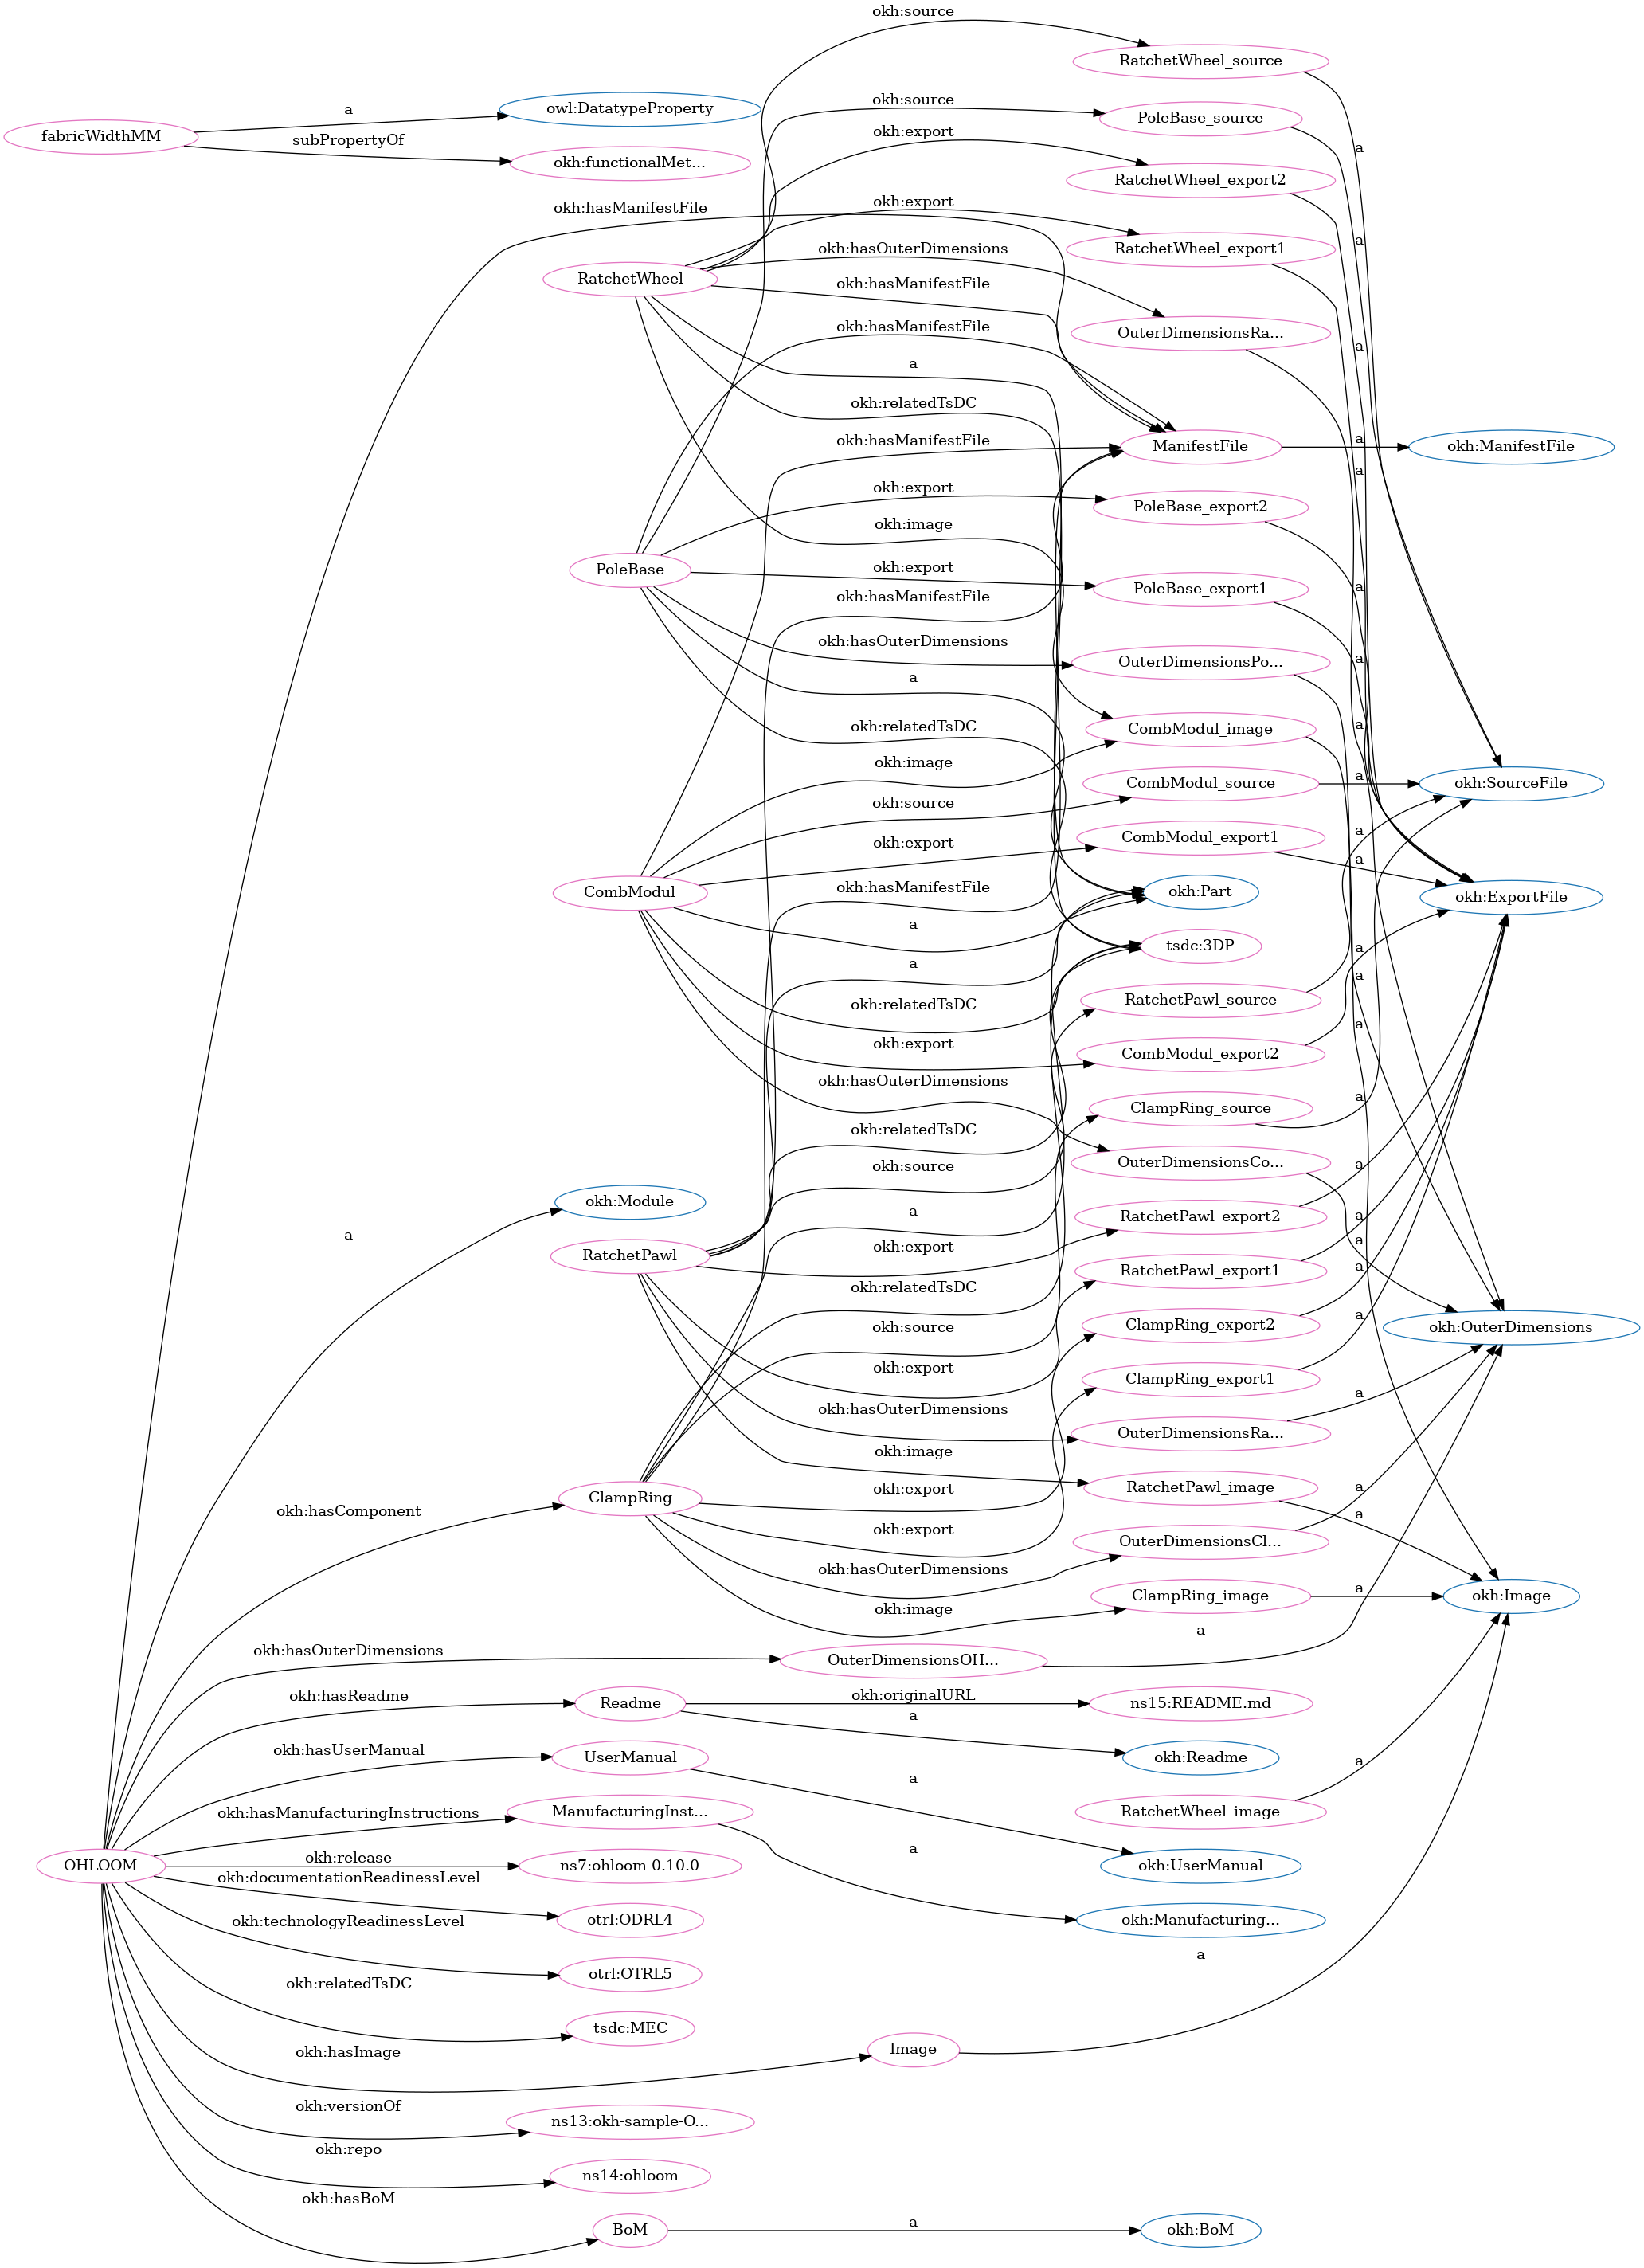 okh:source
RatchetWheel_source
okh:source
a
owl:DatatypeProperty
fabricWidthMM
subPropertyOf
okh:functionalMet...
PoleBase_source
okh:export
a
RatchetWheel_export2
okh:hasManifestFile
okh:export
a
RatchetWheel_export1
okh:hasOuterDimensions
RatchetWheel
okh:hasManifestFile
okh:hasManifestFile
OuterDimensionsRa...
a
a
okh:relatedTsDC
okh:hasManifestFile
ManifestFile
a
okh:ManifestFile
a
okh:export
PoleBase_export2
okh:image
PoleBase
okh:export
PoleBase_export1
a
okh:hasManifestFile
okh:hasOuterDimensions
OuterDimensionsPo...
a
a
okh:relatedTsDC
CombModul_image
a
okh:image
CombModul_source
a
okh:SourceFile
okh:source
okh:export
CombModul_export1
a
a
CombModul
okh:hasManifestFile
okh:Part
okh:ExportFile
a
tsdc:3DP
a
a
a
okh:relatedTsDC
RatchetPawl_source
a
okh:export
CombModul_export2
okh:hasOuterDimensions
ClampRing_source
a
okh:relatedTsDC
okh:source
OuterDimensionsCo...
a
okh:Module
a
RatchetPawl_export2
a
a
a
RatchetPawl
okh:export
RatchetPawl_export1
a
okh:relatedTsDC
okh:source
ClampRing_export2
a
okh:OuterDimensions
okh:export
ClampRing_export1
a
okh:hasOuterDimensions
OuterDimensionsRa...
okh:image
okh:export
RatchetPawl_image
a
ClampRing
okh:hasComponent
a
okh:export
OuterDimensionsCl...
okh:hasOuterDimensions
okh:image
ClampRing_image
a
okh:Image
a
okh:hasOuterDimensions
OuterDimensionsOH...
okh:hasReadme
Readme
okh:originalURL
ns15:README.md
a
okh:Readme
okh:hasUserManual
UserManual
a
a
okh:hasManufacturingInstructions
ManufacturingInst...
RatchetWheel_image
OHLOOM
okh:release
ns7:ohloom-0.10.0
okh:UserManual
a
okh:documentationReadinessLevel
otrl:ODRL4
okh:Manufacturing...
okh:technologyReadinessLevel
a
otrl:OTRL5
okh:relatedTsDC
tsdc:MEC
okh:hasImage
Image
okh:versionOf
ns13:okh-sample-O...
okh:repo
ns14:ohloom
okh:hasBoM
BoM
a
okh:BoM